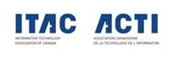 ITAC ACTI
INFORMATION TECHNOLOGY
ASSOCIATION OF CANADA
ASSOCIATION CANADIENNE
DE LA TECHNOLOGIE DE L'INFORMATION